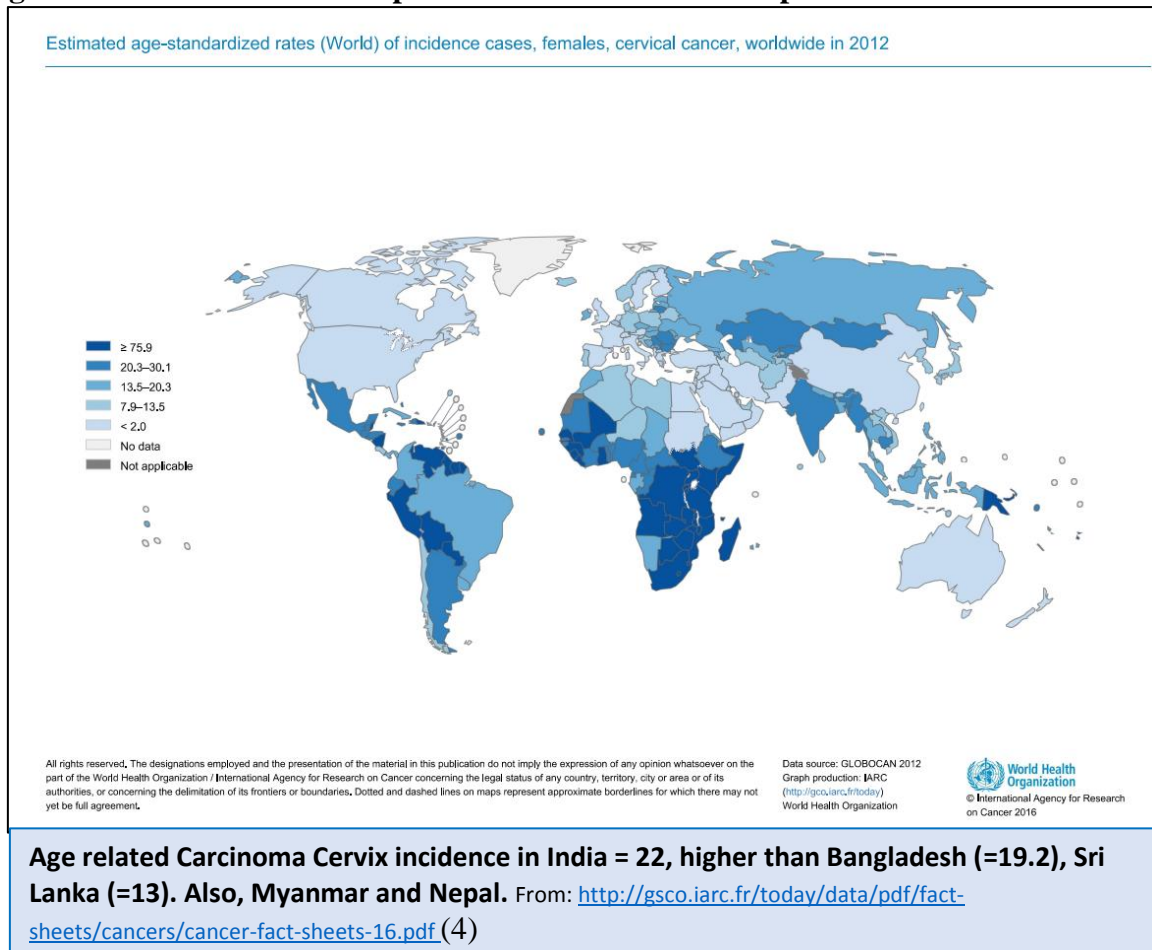 Estimated age-standardized rates (World) of incidence cases, females, cervical cancer, worldwide in 2012
≥ 75.9
20.3–30.1
13.5–20.3
7.9–13.5
< 2.0
No data
Not applicable
All rights reserved. The designations employed and the presentation of the material in this publication do not imply the expression of any opinion whatsoever on the
part of the World Health Organization / International Agency for Research on Cancer concerning the legal status of any country, territory, city or area or of its
authorities, or concerning the delimitation of its frontiers or boundaries. Dotted and dashed lines on maps represent approximate borderlines for which there may not
yet be full agreement.
Data source: GLOBOCAN 2012
Graph production: IARC
(http://gco.iarc.fr/today)
World Health Organization
World Health
Organization
© International Agency for Research
on Cancer 2016
Age related Carcinoma Cervix incidence in India = 22, higher than Bangladesh (=19.2), Sri
Lanka (=13). Also, Myanmar and Nepal. From: http://gsco.iarc.fr/today/data/pdf/fact-
sheets/cancers/cancer-fact-sheets-16.pdf (4)